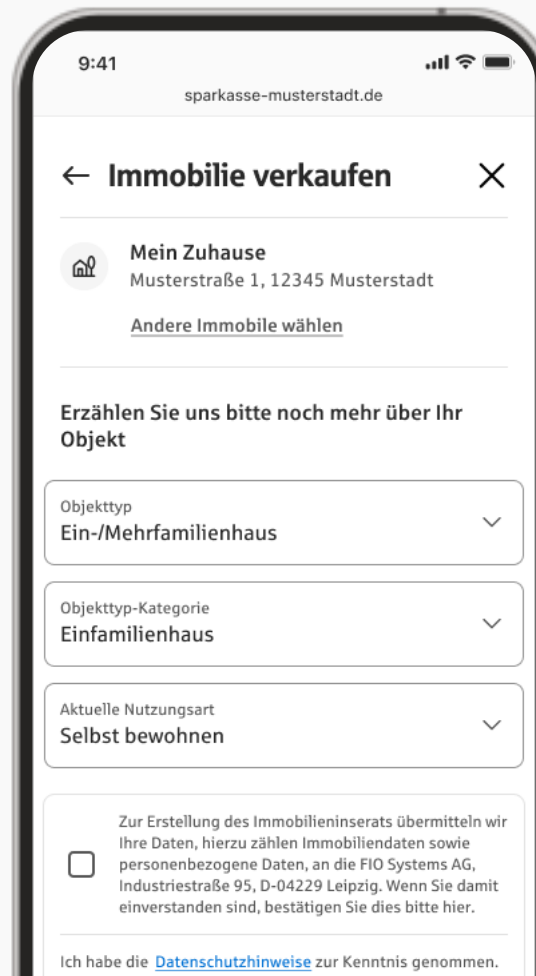 9:41
sparkasse-musterstadt.de
Immobilie verkaufen
Mein Zuhause
Musterstraße 1, 12345 Musterstadt
Andere Immobile wählen
Erzählen Sie uns bitte noch mehr über Ihr
Objekt
Objekttyp
Ein-/Mehrfamilienhaus
Objekttyp-Kategorie
Einfamilienhaus
Aktuelle Nutzungsart
Selbst bewohnen
Zur Erstellung des Immobilieninserats übermitteln wir
Ihre Daten, hierzu zählen Immobiliendaten sowie
personenbezogene Daten, an die FIO Systems AG,
Industriestraße 95, D-04229 Leipzig. Wenn Sie damit
einverstanden sind, bestätigen Sie dies bitte hier.
Ich habe die Datenschutzhinweise zur Kenntnis genommen.